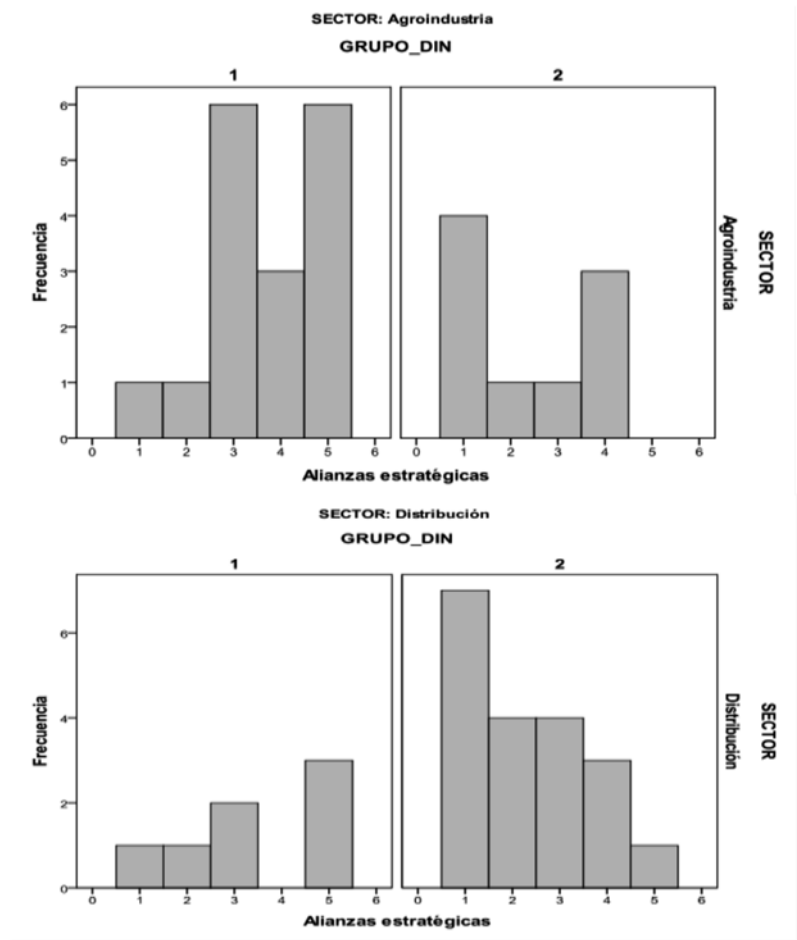 SECTOR: Agroindustria
GRUPO_DIN
1 2
6
5
4
3
2
1
0
Frecuencia
0 1 2 3 4 5 6 0 1 2 3 4 5 6
Alianzas estratégicas
Agroindustria
SECTOR
SECTOR: Distribución
GRUPO_DIN
1 2
6
4
2
0
Frecuencia
0 1 2 3 4 5 6 0 1 2 3 4 5 6
Alianzas estratégicas
Distribución
SECTOR